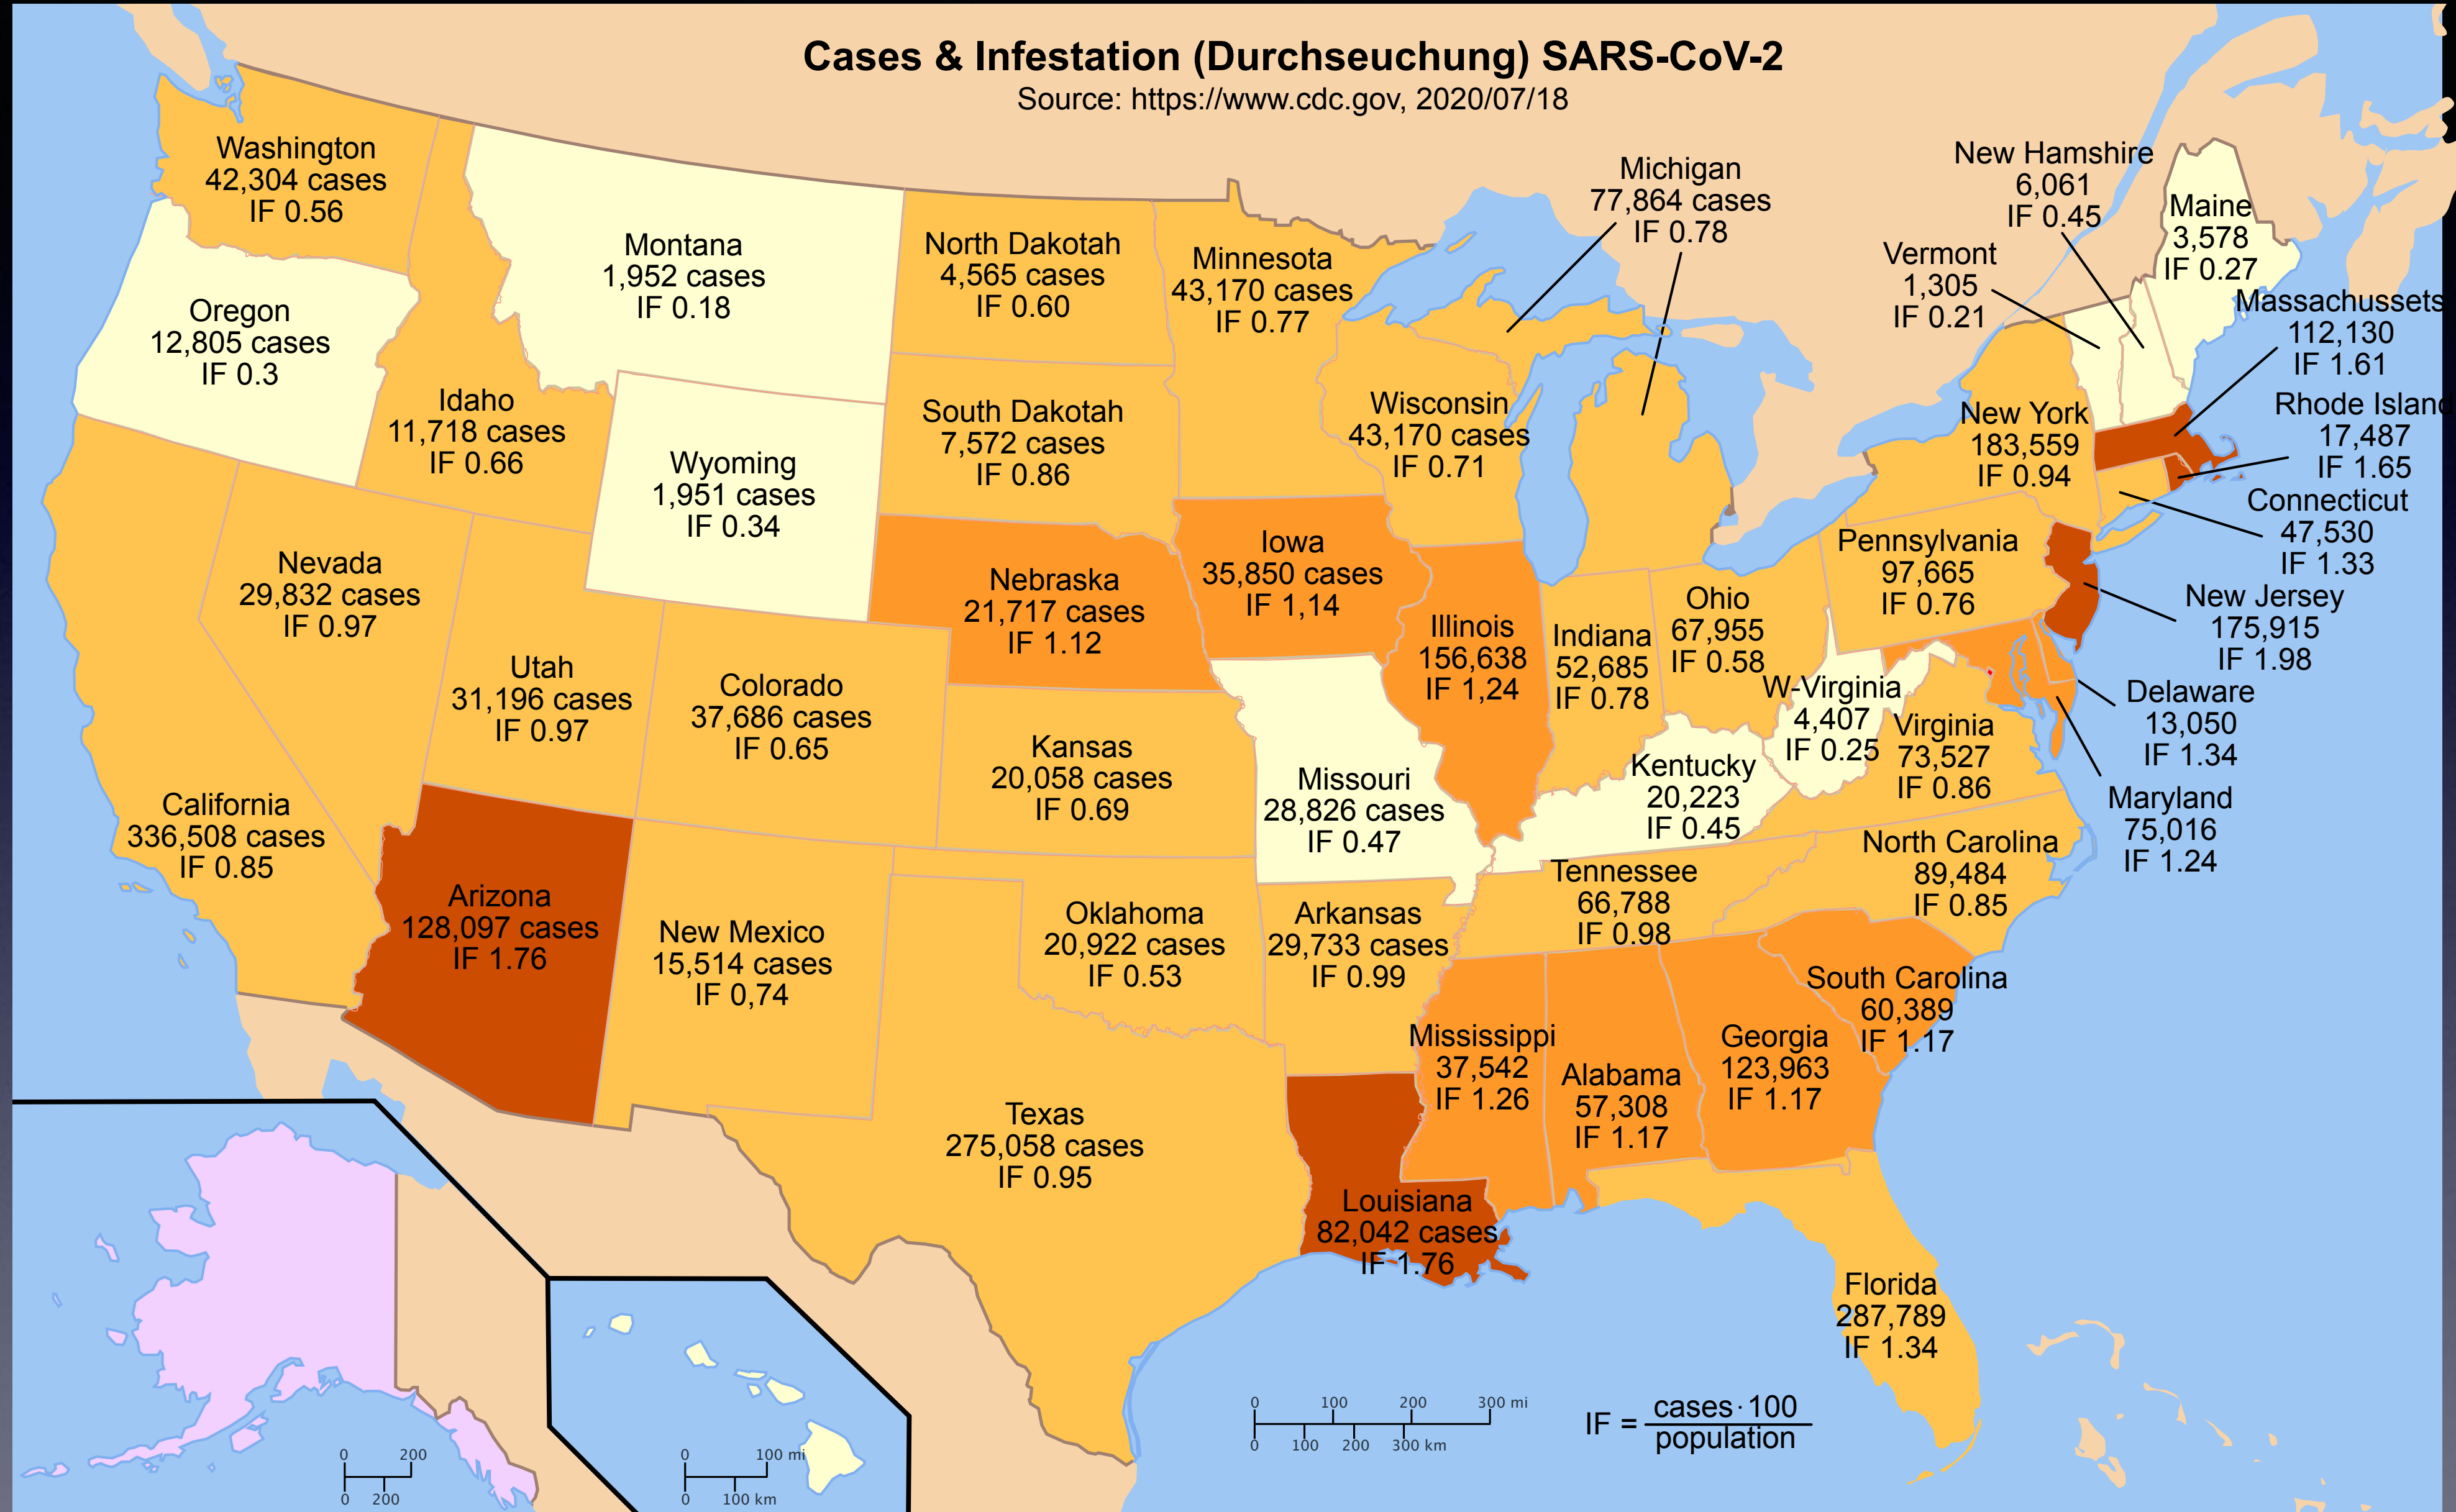 Cases & Infestation (Durchseuchung) SARS-CoV-2
Source: https://www.cdc.gov, 2020/07/18
Washington
42,304 cases
IF 0.56
Oregon
12,805 cases
IF 0.3
Idaho
11,718 cases
IF 0.66
Montana
1,952 cases
IF 0.18
Wyoming
1,951 cases
IF 0.34
North Dakotah
4,565 cases
IF 0.60
South Dakotah
7,572 cases
IF 0.86
Minnesota
43,170 cases
IF 0.77
Wisconsin
43,170 cases
IF 0.71
Michigan
77,864 cases
IF 0.78
New Hamshire
6,061
IF 0.45
Vermont
1,305
IF 0.21
Maine
3,578
IF 0.27
Massachussets
112,130
IF 1.61
Rhode Island
17,487
IF 1.65
Connecticut
47,530
IF 1.33
New York
183,559
IF 0.94
Pennsylvania
97,665
IF 0.76
New Jersey
175,915
IF 1.98
Delaware
13,050
IF 1.34
Maryland
75,016
IF 1.24
Nevada
29,832 cases
IF 0.97
Utah
31,196 cases
IF 0.97
Colorado
37,686 cases
IF 0.65
Nebraska
21,717 cases
IF 1.12
Iowa
35,850 cases
IF 1,14
Illinois
156,638
IF 1,24
Indiana
52,685
IF 0.78
Ohio
67,955
IF 0.58
W-Virginia
4,407
IF 0.25
Virginia
73,527
IF 0.86
Kentucky
20,223
IF 0.45
Kansas
20,058 cases
IF 0.69
Missouri
28,826 cases
IF 0.47
California
336,508 cases
IF 0.85
Arizona
128,097 cases
IF 1.76
New Mexico
15,514 cases
IF 0,74
Oklahoma
20,922 cases
IF 0.53
Arkansas
29,733 cases
IF 0.99
Tennessee
66,788
IF 0.98
North Carolina
89,484
IF 0.85
South Carolina
60,389
IF 1.17
Mississippi
37,542
IF 1.26
Alabama
57,308
IF 1.17
Georgia
123,963
IF 1.17
Texas
275,058 cases
IF 0.95
Louisiana
82,042 cases
IF 1.76
Florida
287,789
IF 1.34
0 200
0 200
0 100 mi
0 100 km
0 100 200 300 mi
0 100 200 300 km
IF = cases·100
population